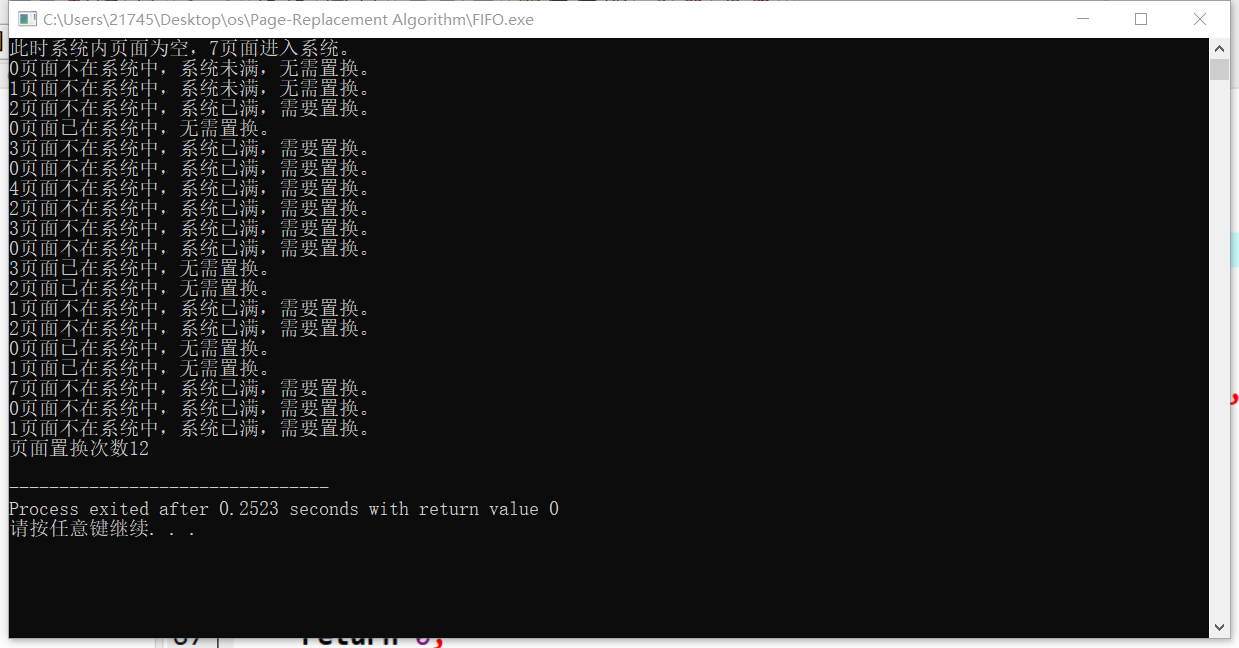 C:\Users\21745\Desktop\os\Page-Replacement Algorithm\FIFO.exe
此时系统内页面为空，7页面进入系统。
0页面不在系统中，系统未满，无需置换。
1页面不在系统中，系统未满，无需置换。
2页面不在系统中，系统已满，需要置换。
0页面已在系统中，无需置换。
3页面不在系统中，系统已满，需要置换。
0页面不在系统中，系统已满，需要置换。
4页面不在系统中，系统已满，需要置换。
2页面不在系统中，系统已满，需要置换。
3页面不在系统中，系统已满，需要置换。
0页面不在系统中，系统已满，需要置换。
3页面已在系统中，无需置换。
2页面已在系统中，无需置换。
1页面不在系统中，系统已满，需要置换。
2页面不在系统中，系统已满，需要置换。
0页面已在系统中，无需置换。
1页面已在系统中，无需置换。
7页面不在系统中，系统已满，需要置换。
0页面不在系统中，系统已满，需要置换。
1页面不在系统中，系统已满，需要置换。
页面置换次数12
--------------------------------
Process exited after 0.2523 seconds with return value 0
请按任意键继续. . .